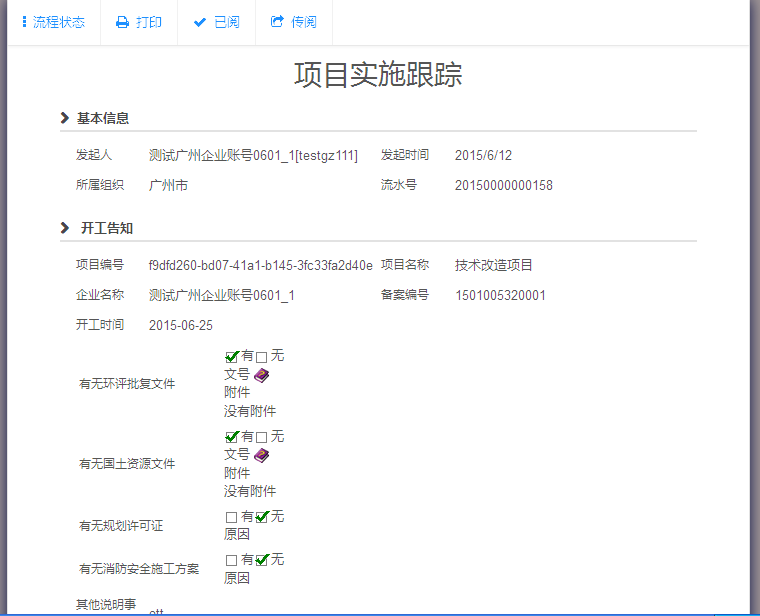 流程状态 打印 已阅 传阅
项目实施跟踪
基本信息
发起人 测试广州企业账号0601_1[testgz111] 发起时间 2015/6/12
所属组织 广州市 流水号 20150000000158
开工告知
项目编号 f9dfd260-bd07-41a1-b145-3fc33fa2d40e 项目名称 技术改造项目
企业名称 测试广州企业账号0601_1 备案编号 1501005320001
开工时间 2015-06-25
有无环评批复文件 有 无
文号
附件
没有附件
有无国土资源文件 有 无
文号
附件
没有附件
有无规划许可证 有 无
原因
有无消防安全施工方案 有 无
原因
其他说明事